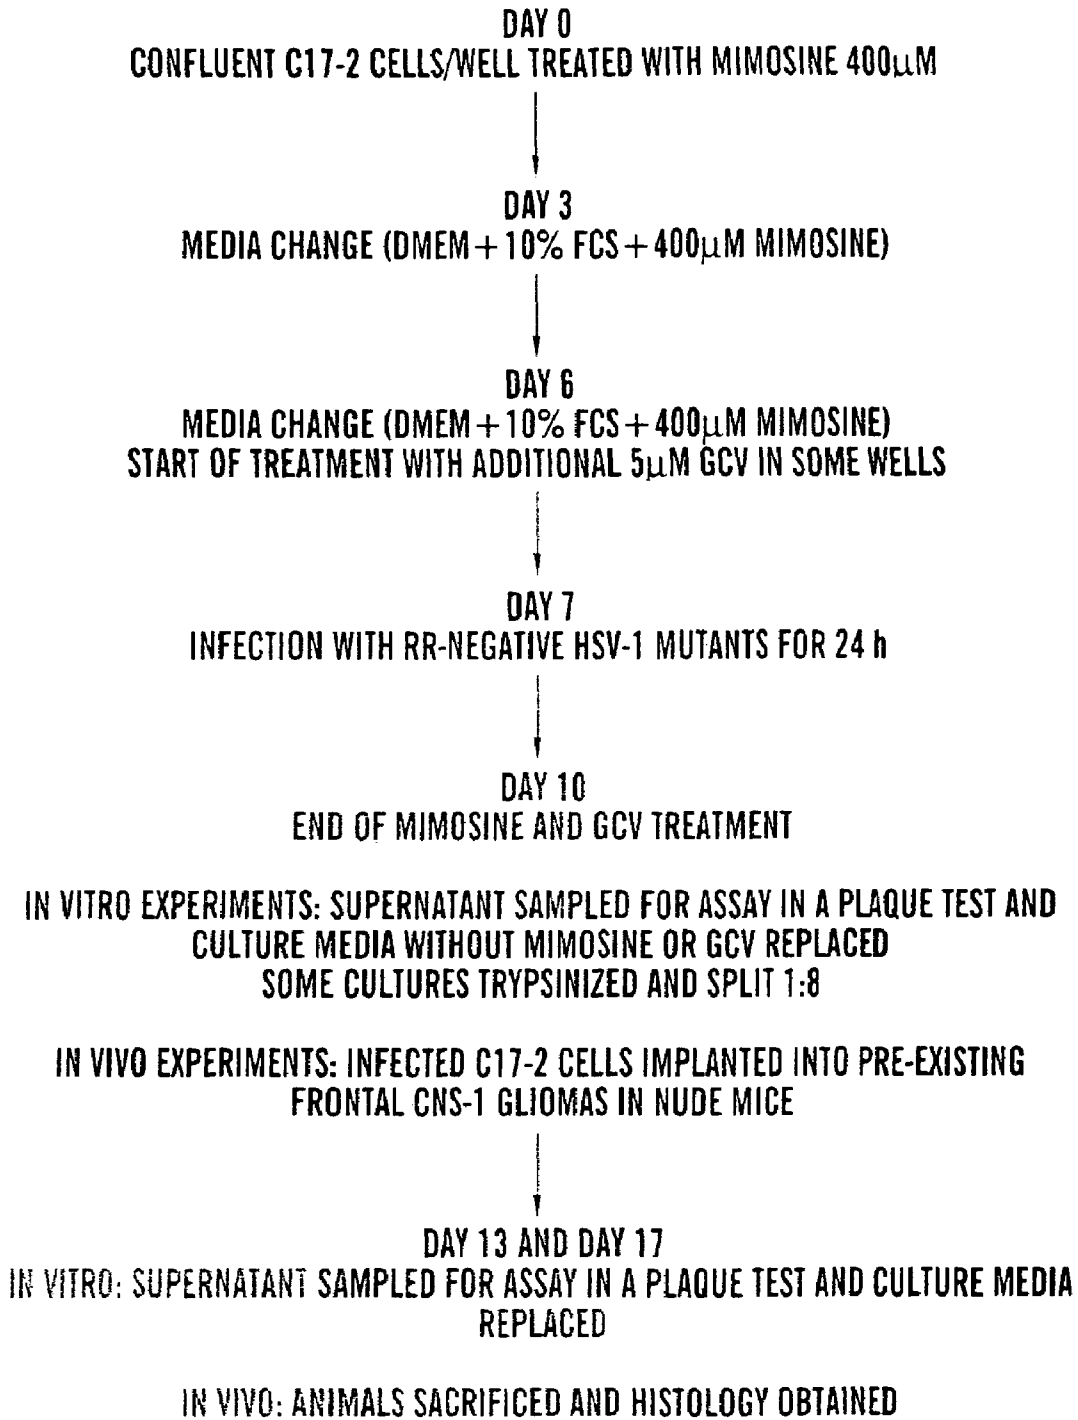 DAY 0
CONFLUENT C17-2 CELLS/WELL TREATED WITH MIMOSINE 400μM
DAY 3
MEDIA CHANGE (DMEM+10% FCS+400μM MIMOSINE)
DAY 6
MEDIA CHANGE (DMEM+10% FCS+400μM MIMOSINE)
START OF TREATMENT WITH ADDITIONAL 5μM GCV IN SOME WELLS
DAY 7
INFECTION WITH RR-NEGATIVE HSV-1 MUTANTS FOR 24 h
DAY 10
END OF MIMOSINE AND GCV TREATMENT
IN VITRO EXPERIMENTS: SUPERNATANT SAMPLED FOR ASSAY IN A PLAQUE TEST AND
CULTURE MEDIA WITHOUT MIMOSINE OR GCV REPLACED
SOME CULTURES TRYPSINIZED AND SPLIT 1:8
IN VIVO EXPERIMENTS: INFECTED C17-2 CELLS IMPLANTED INTO PRE-EXISTING
FRONTAL CNS-1 GLIOMAS IN NUDE MICE
DAY 13 AND DAY 17
IN VITRO: SUPERNATANT SAMPLED FOR ASSAY IN A PLAQUE TEST AND CULTURE MEDIA
REPLACED
IN VIVO: ANIMALS SACRIFICED AND HISTOLOGY OBTAINED